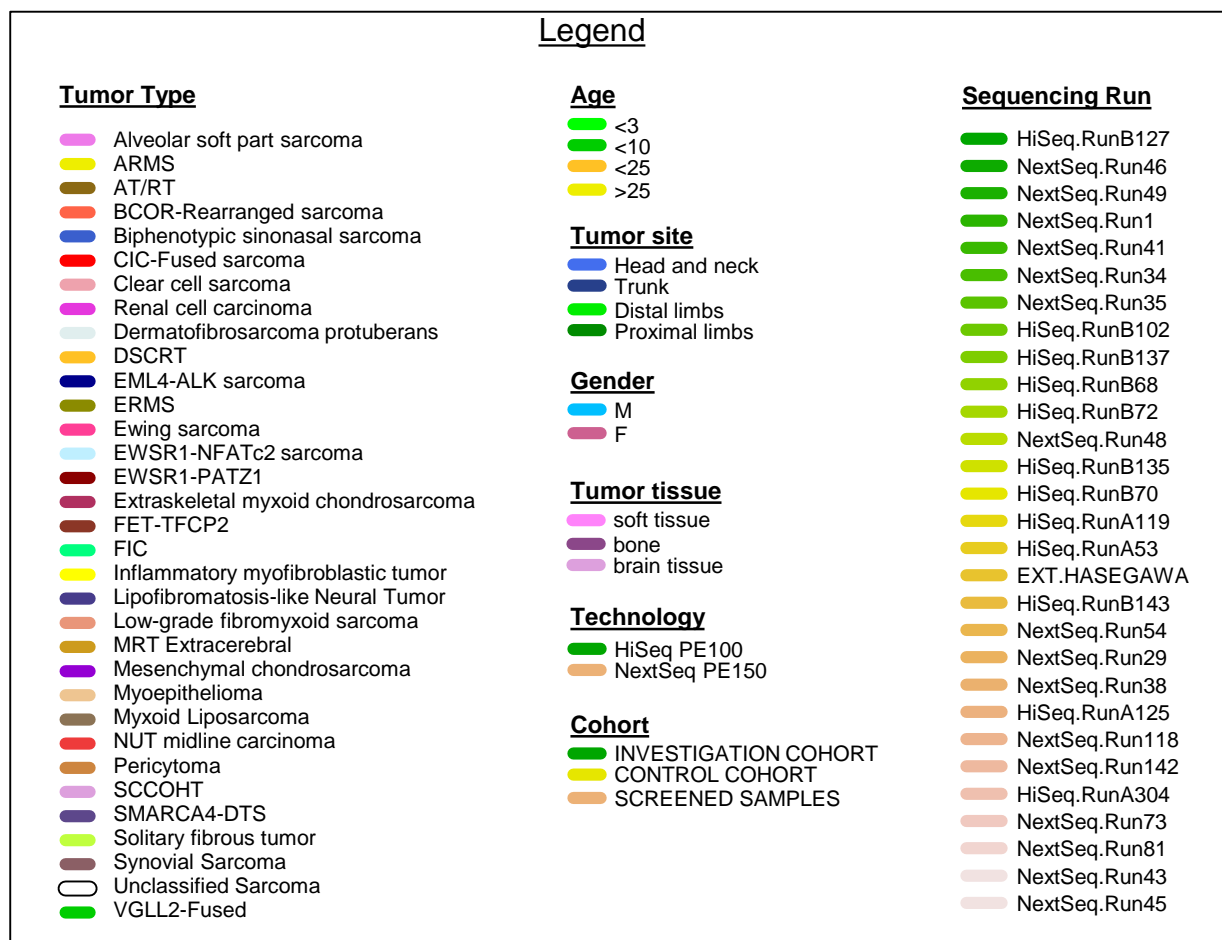 Legend
Tumor Type
Alveolar soft part sarcoma
ARMS
AT/RT
BCOR-Rearranged sarcoma
Biphenotypic sinonasal sarcoma
CIC-Fused sarcoma
Clear cell sarcoma
Renal cell carcinoma
Dermatofibrosarcoma protuberans
DSCRT
EML4-ALK sarcoma
ERMS
Ewing sarcoma
EWSR1-NFATc2 sarcoma
EWSR1-PATZ1
Extraskeletal myxoid chondrosarcoma
FET-TFCP2
FIC
Inflammatory myofibroblastic tumor
Lipofibromatosis-like Neural Tumor
Low-grade fibromyxoid sarcoma
MRT Extracerebral
Mesenchymal chondrosarcoma
Myoepithelioma
Myxoid Liposarcoma
NUT midline carcinoma
Pericytoma
SCCOHT
SMARCA4-DTS
Solitary fibrous tumor
Synovial Sarcoma
Unclassified Sarcoma
VGLL2-Fused
Age
<3
<10
<25
>25
Tumor site
Head and neck
Trunk
Distal limbs
Proximal limbs
Gender
M
F
Tumor tissue
soft tissue
bone
brain tissue
Technology
HiSeq PE100
NextSeq PE150
Cohort
INVESTIGATION COHORT
CONTROL COHORT
SCREENED SAMPLES
Sequencing Run
HiSeq.RunB127
NextSeq.Run46
NextSeq.Run49
NextSeq.Run1
NextSeq.Run41
NextSeq.Run34
NextSeq.Run35
HiSeq.RunB102
HiSeq.RunB137
HiSeq.RunB68
HiSeq.RunB72
NextSeq.Run48
HiSeq.RunB135
HiSeq.RunB70
HiSeq.RunA119
HiSeq.RunA53
EXT.HASEGAWA
HiSeq.RunB143
NextSeq.Run54
NextSeq.Run29
NextSeq.Run38
HiSeq.RunA125
NextSeq.Run118
NextSeq.Run142
HiSeq.RunA304
NextSeq.Run73
NextSeq.Run81
NextSeq.Run43
NextSeq.Run45